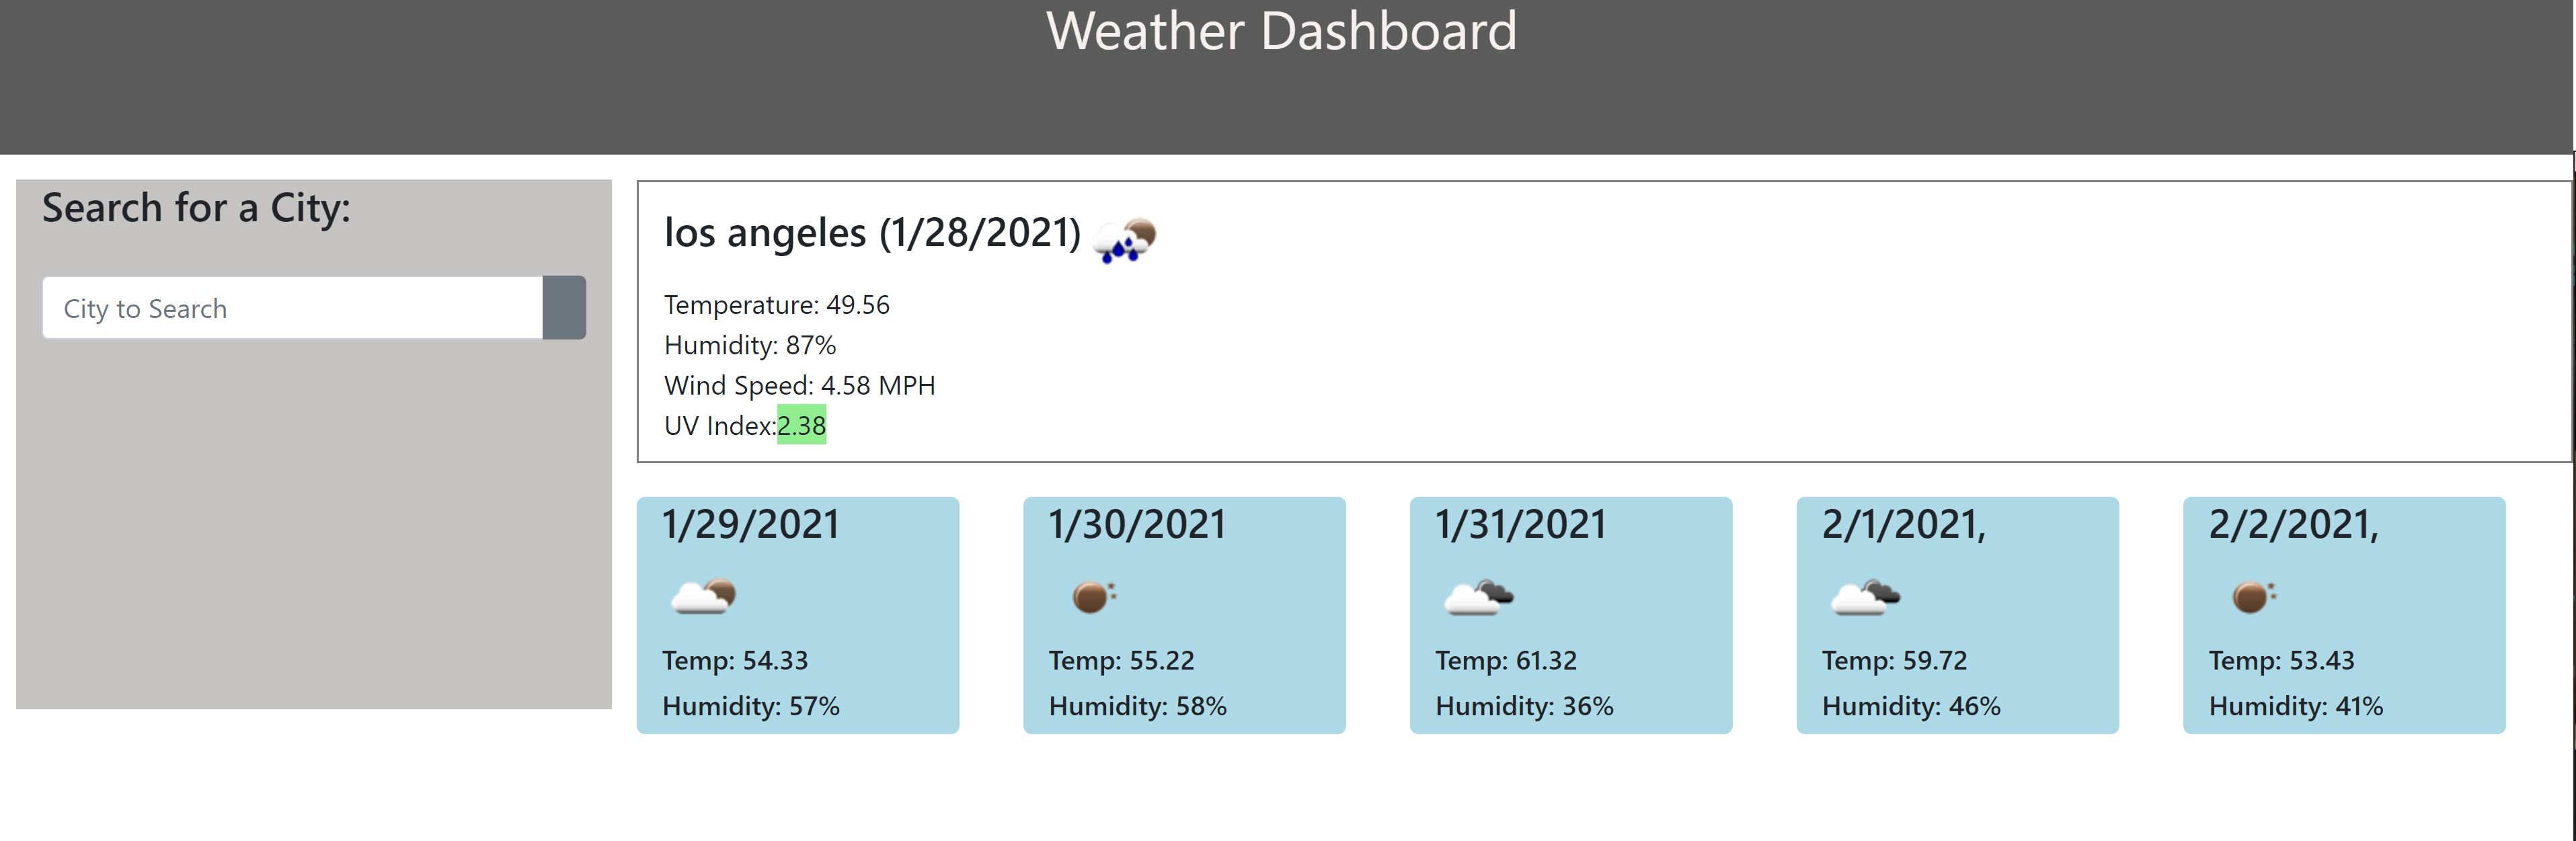 Weather Dashboard
Search for a City:
City to Search
los angeles (1/28/2021)
Temperature: 49.56
Humidity: 87%
Wind Speed: 4.58 MPH
UV Index:2.38
1/29/2021
Temp: 54.33
Humidity: 57%
1/30/2021
Temp: 55.22
Humidity: 58%
1/31/2021
Temp: 61.32
Humidity: 36%
2/1/2021,
Temp: 59.72
Humidity: 46%
2/2/2021,
Temp: 53.43
Humidity: 41%